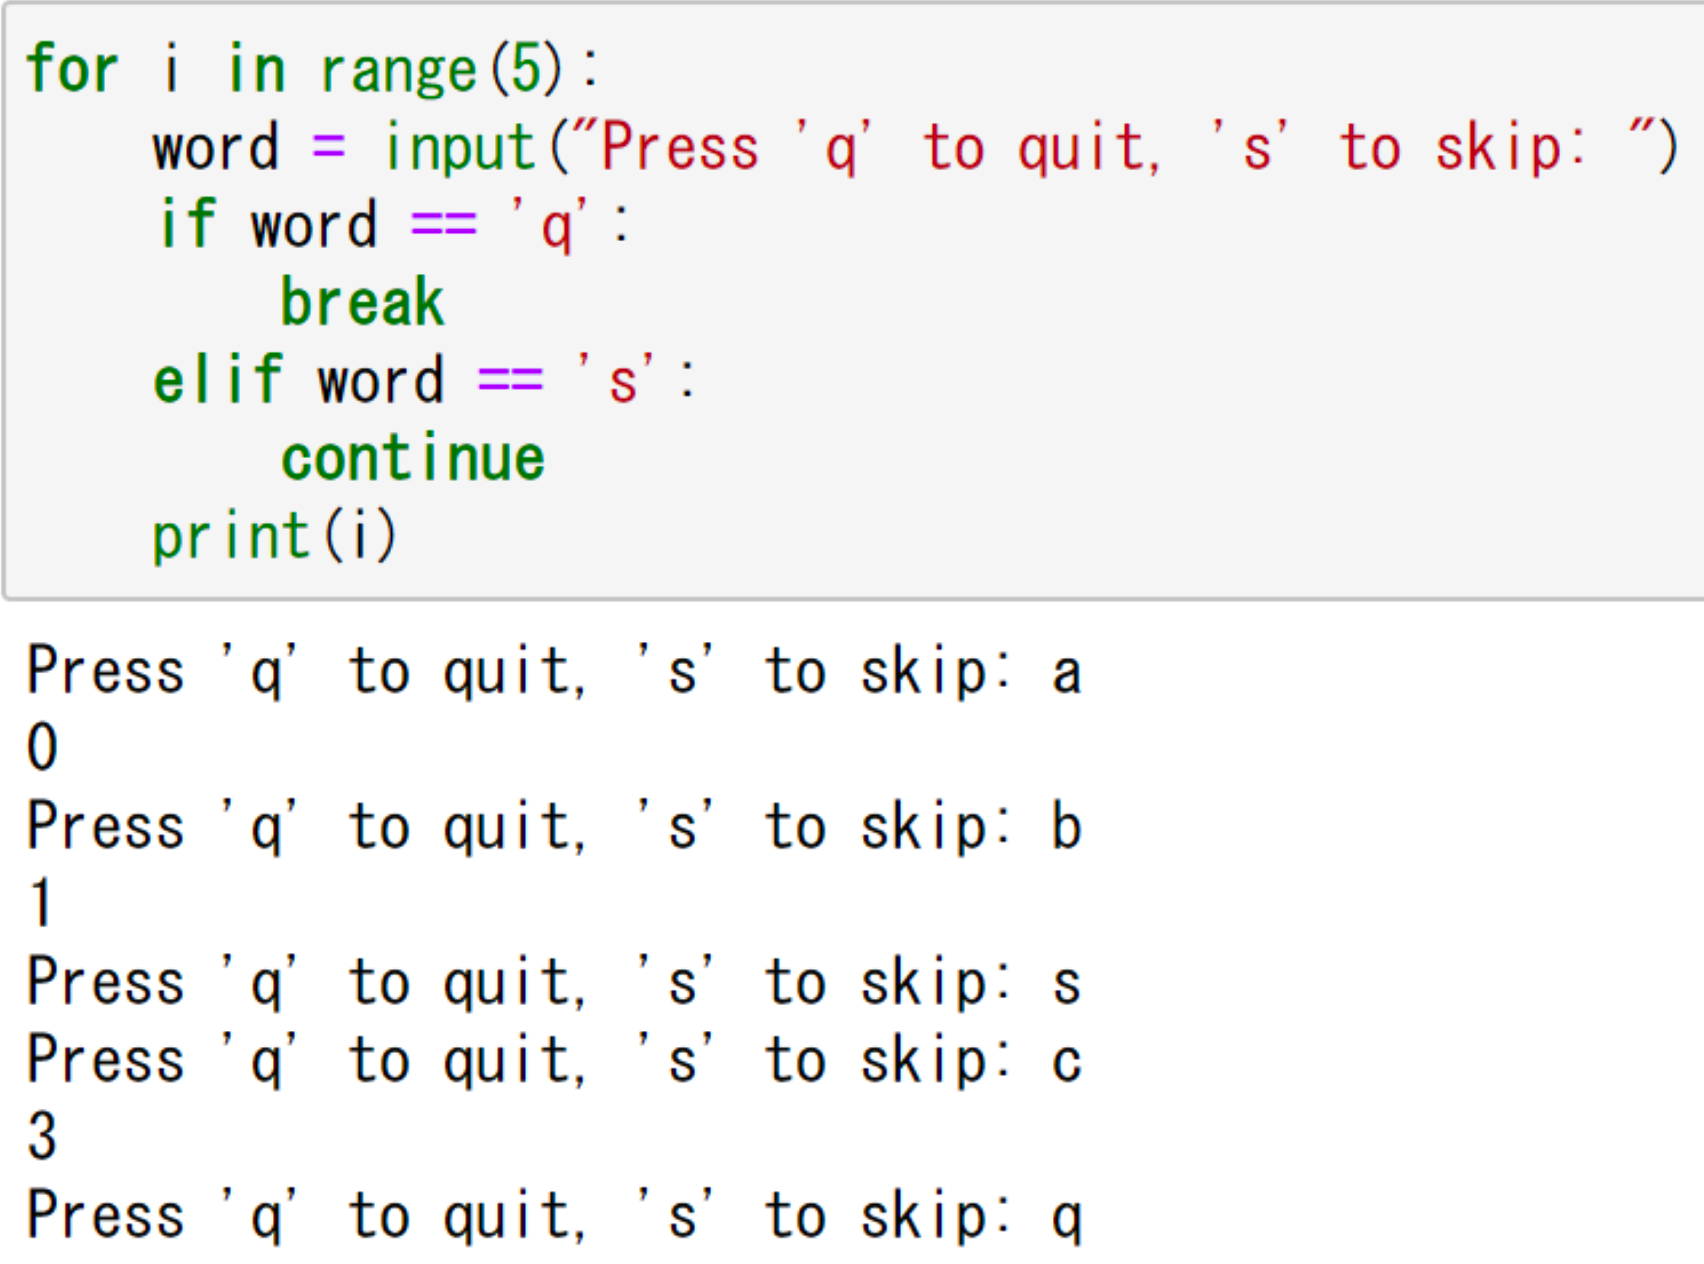 for i in range(5):
    word = input("Press 'q' to quit, 's' to skip: ")
    if word == 'q':
        break
    elif word == 's':
        continue
    print(i)
Press 'q' to quit, 's' to skip: a
0
Press 'q' to quit, 's' to skip: b
1
Press 'q' to quit, 's' to skip: s
Press 'q' to quit, 's' to skip: c
3
Press 'q' to quit, 's' to skip: q